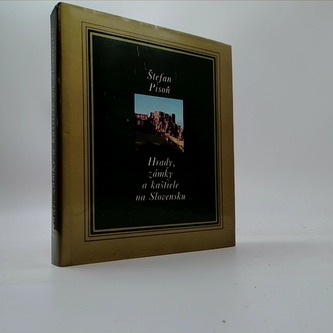 Štefan
Pisoň
Hrady,
zámky
a kaštiele
na Slovensku